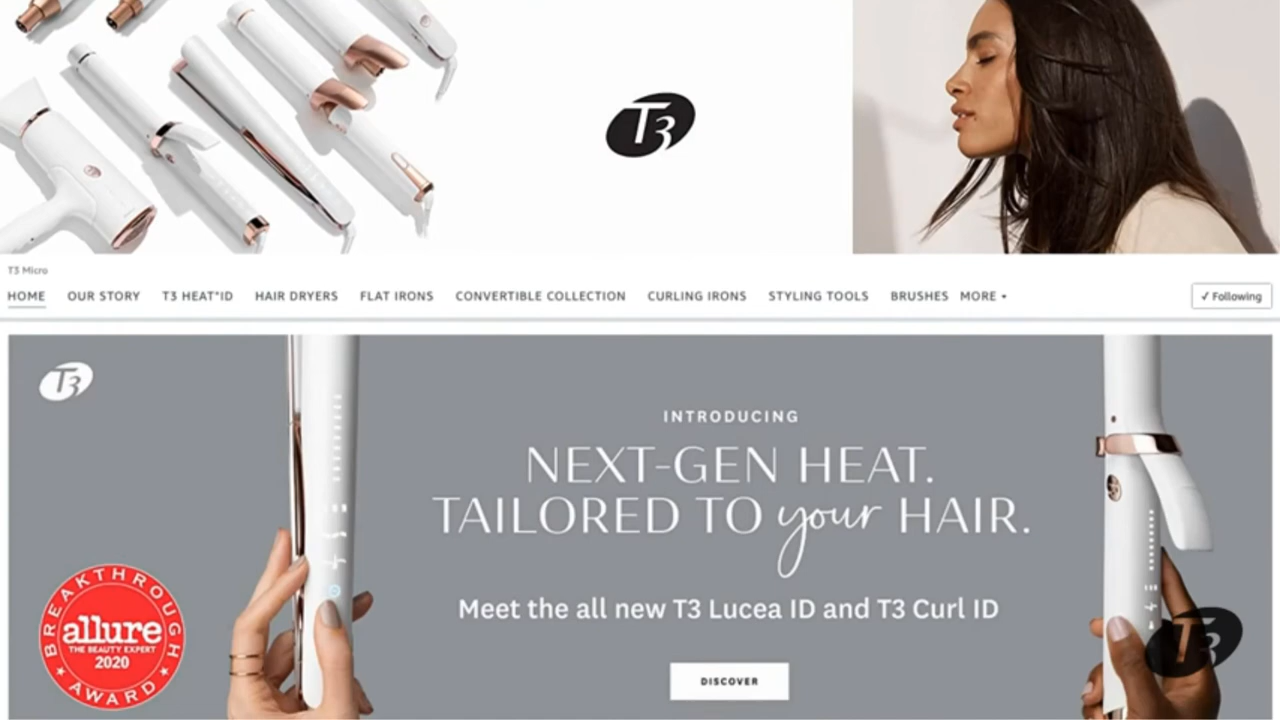 T3
T3 Micro
HOME OUR STORY T3 HEAT*ID HAIR DRYERS FLAT IRONS CONVERTIBLE COLLECTION CURLING IRONS STYLING TOOLS BRUSHES MORE
✓ Following
T3
INTRODUCING
NEXT-GEN HEAT.
TAILORED TO your HAIR.
Meet the all new T3 Lucea ID and T3 Curl ID
DISCOVER
BREAKTHROUGH
allure
THE BEAUTY EXPERT
2020
AWARD
T3